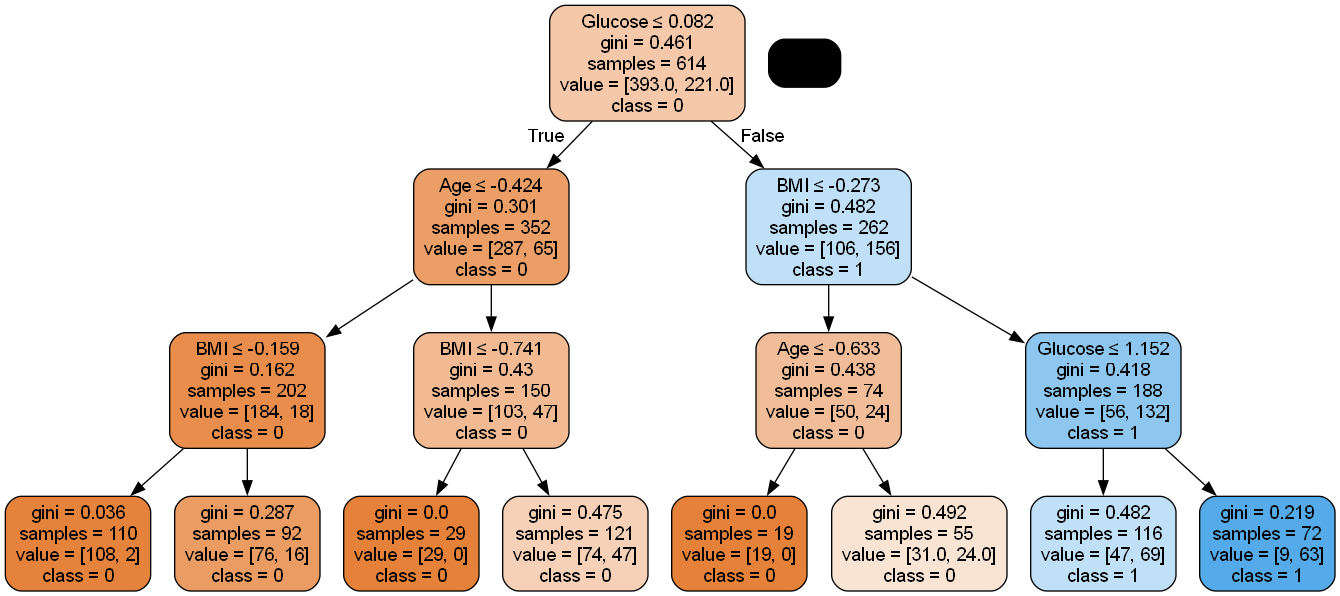 Glucose ≤ 0.082
gini = 0.461
samples = 614
value = [393.0, 221.0]
class = 0
True
False
Age ≤ -0.424
gini = 0.301
samples = 352
value = [287, 65]
class = 0
BMI ≤ -0.273
gini = 0.482
samples = 262
value = [106, 156]
class = 1
BMI ≤ -0.159
gini = 0.162
samples = 202
value = [184, 18]
class = 0
BMI ≤ -0.741
gini = 0.43
samples = 150
value = [103, 47]
class = 0
Age ≤ -0.633
gini = 0.438
samples = 74
value = [50, 24]
class = 0
Glucose ≤ 1.152
gini = 0.418
samples = 188
value = [56, 132]
class = 1
gini = 0.036
samples = 110
value = [108, 2]
class = 0
gini = 0.287
samples = 92
value = [76, 16]
class = 0
gini = 0.0
samples = 29
value = [29, 0]
class = 0
gini = 0.475
samples = 121
value = [74, 47]
class = 0
gini = 0.0
samples = 19
value = [19, 0]
class = 0
gini = 0.492
samples = 55
value = [31.0, 24.0]
class = 0
gini = 0.482
samples = 116
value = [47, 69]
class = 1
gini = 0.219
samples = 72
value = [9, 63]
class = 1